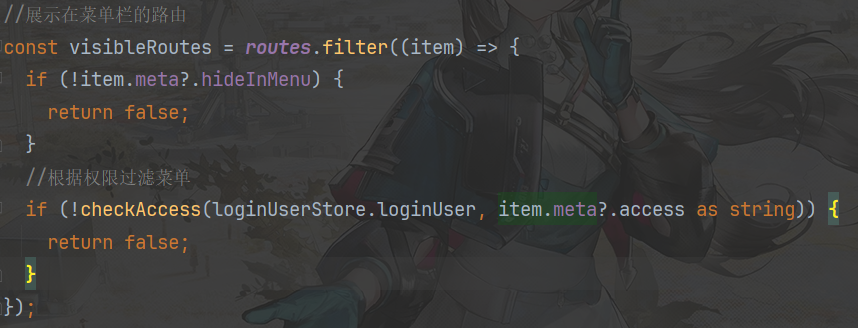 //展示在菜单栏的路由
const visibleRoutes = routes.filter((item) => {
  if (!item.meta?.hideInMenu) {
    return false;
  }
  //根据权限过滤菜单
  if (!checkAccess(loginUserStore.loginUser, item.meta?.access as string)) {
    return false;
  }
});